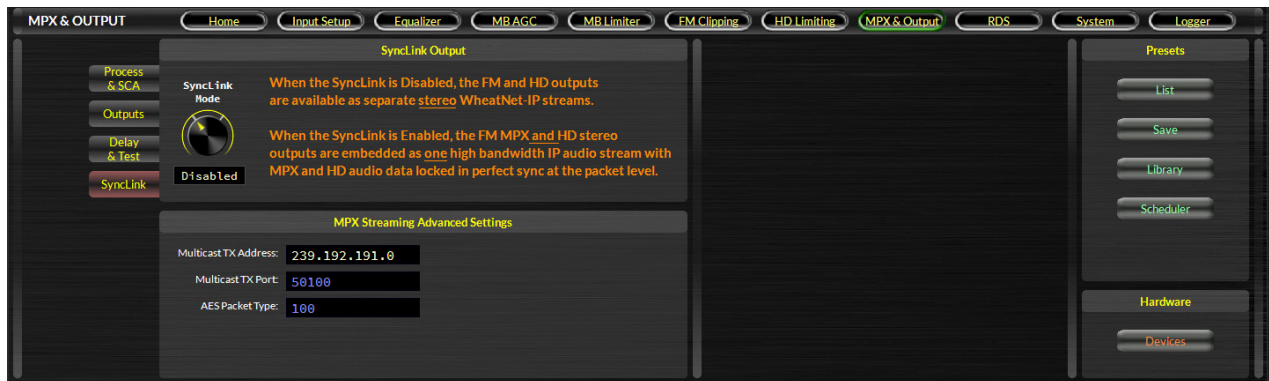 MPX & OUTPUT
Home
Input Setup
Equalizer
MB AGC
MB Limiter
FM Clipping
HD Limiting
MPX & Output
RDS
System
Logger
Process
& SCA
Outputs
Delay
& Test
SyncLink
SyncLink Output
SyncLink
Mode
Disabled
When the SyncLink is Disabled, the FM and HD outputs
are available as separate stereo WheatNet-IP streams.
When the SyncLink is Enabled, the FM MPX and HD stereo
outputs are embedded as one high bandwidth IP audio stream with
MPX and HD audio data locked in perfect sync at the packet level.
MPX Streaming Advanced Settings
Multicast TX Address: 239.192.191.0
Multicast TX Port: 50100
AES Packet Type: 100
Presets
List
Save
Library
Scheduler
Hardware
Devices